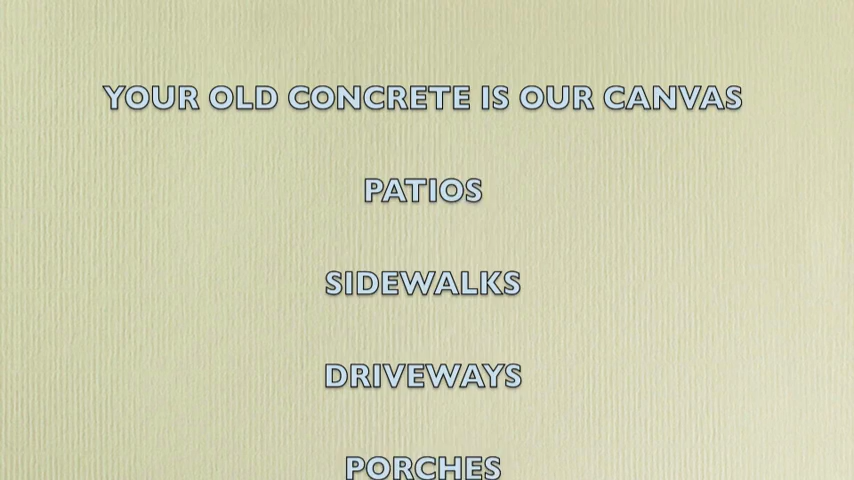 YOUR OLD CONCRETE IS OUR CANVAS
PATIOS
SIDEWALKS
DRIVEWAYS
PORCHES